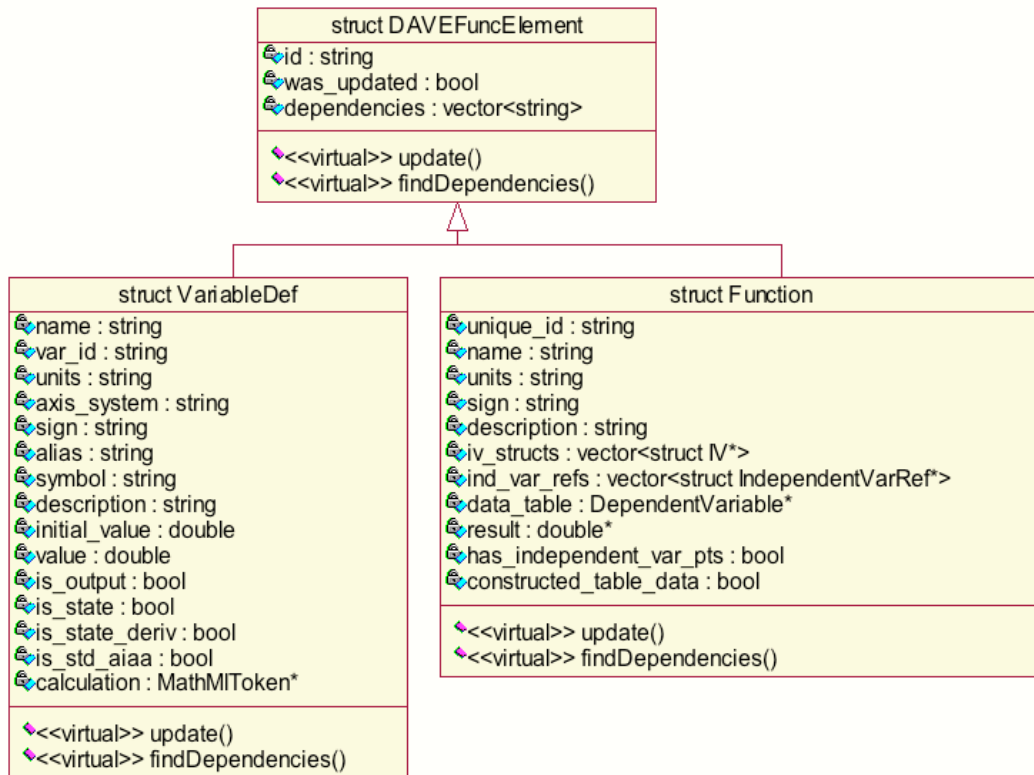 struct DAVEFuncElement
id : string
was_updated : bool
dependencies : vector<string>
<<virtual>> update()
<<virtual>> findDependencies()
struct VariableDef
name : string
var_id : string
units : string
axis_system : string
sign : string
alias : string
symbol : string
description : string
initial_value : double
value : double
is_output : bool
is_state : bool
is_state_deriv : bool
is_std_aiaa : bool
calculation : MathMlToken*
<<virtual>> update()
<<virtual>> findDependencies()
struct Function
unique_id : string
name : string
units : string
sign : string
description : string
iv_structs : vector<struct IV*>
ind_var_refs : vector<struct IndependentVarRef*>
data_table : DependentVariable*
result : double*
has_independent_var_pts : bool
constructed_table_data : bool
<<virtual>> update()
<<virtual>> findDependencies()